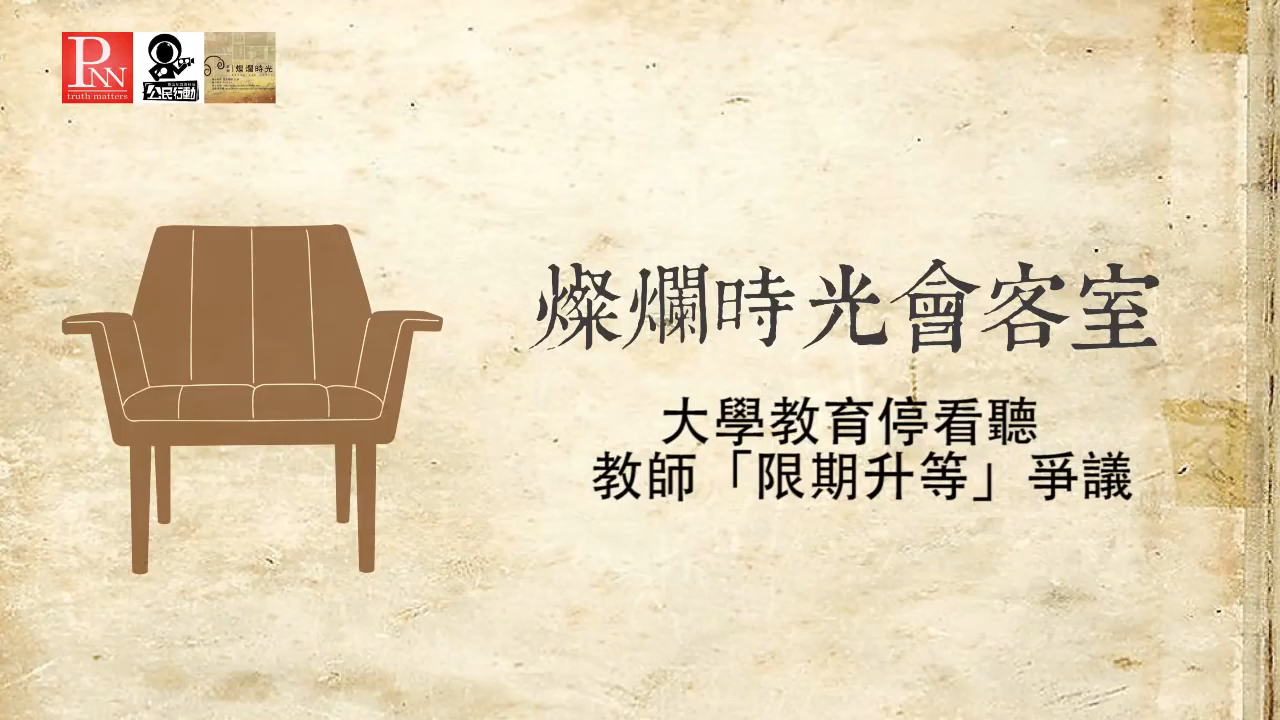 PNN
truth matters
公民行動
燦爛時光
燦爛時光會客室
大學教育停看聽
教師「限期升等」爭議